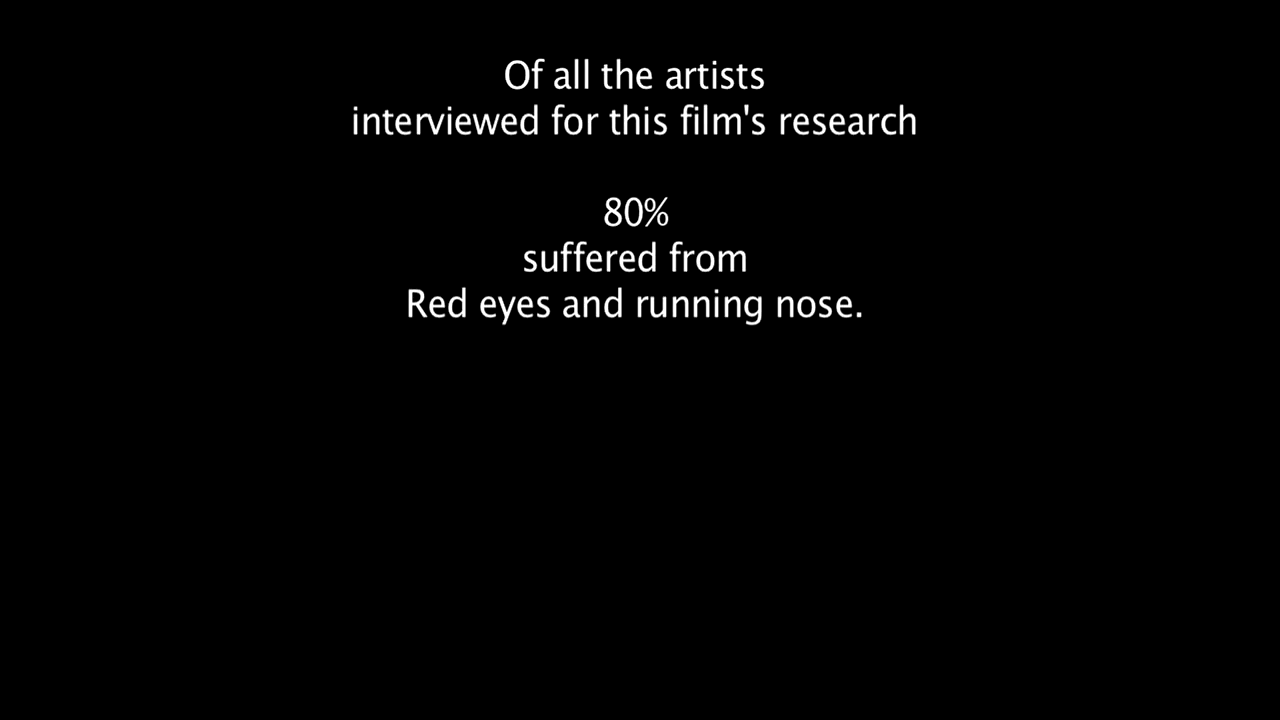 Of all the artists
interviewed for this film's research
80%
suffered from
Red eyes and running nose.